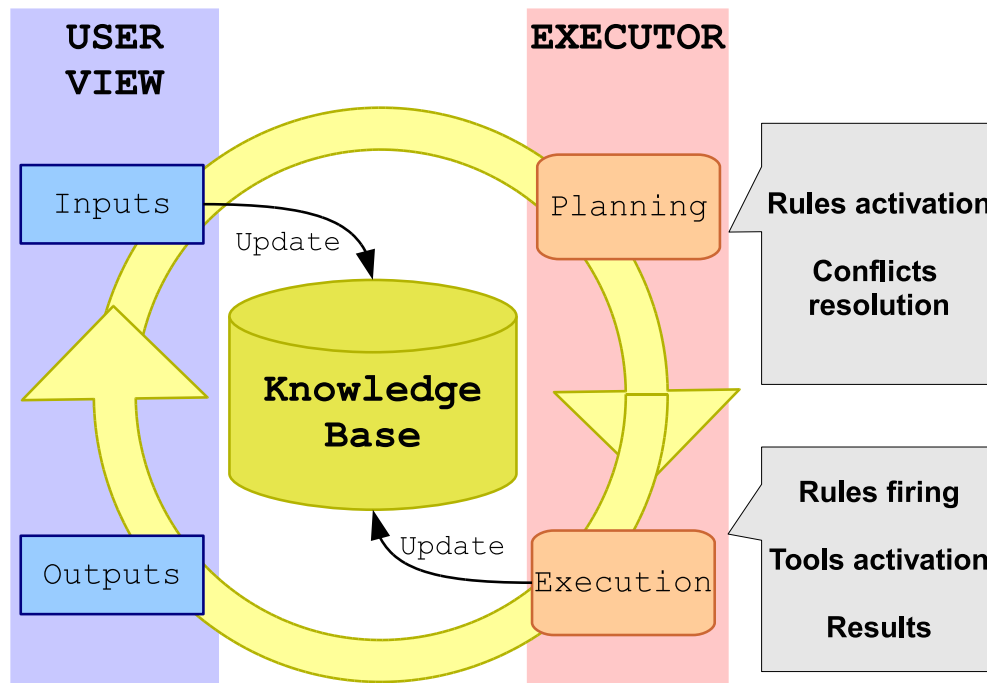 USER
VIEW
EXECUTOR
Inputs
Update
Planning
Rules activation
Conflicts
resolution
Knowledge
Base
Outputs
Update
Execution
Rules firing
Tools activation
Results